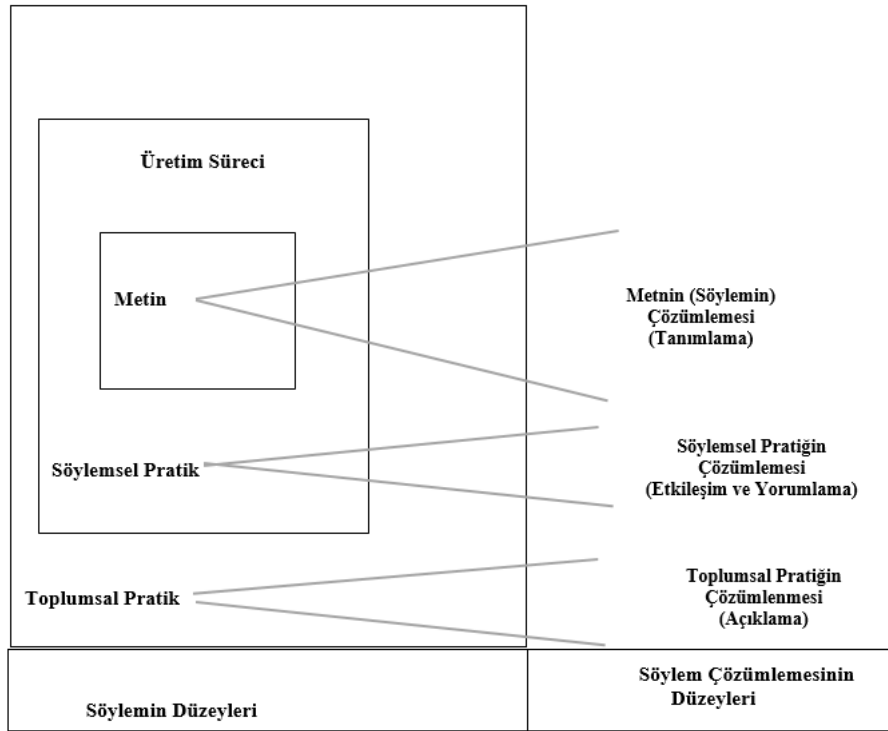 Üretim Süreci
Metin
Metnin (Söylemin)
Çözümlemesi
(Tanımlama)
Söylemsel Pratik
Söylemsel Pratiğin
Çözümlemesi
(Etkileşim ve Yorumlama)
Toplumsal Pratik
Toplumsal Pratiğin
Çözümlenmesi
(Açıklama)
Söylemin Düzeyleri
Söylem Çözümlemesinin
Düzeyleri